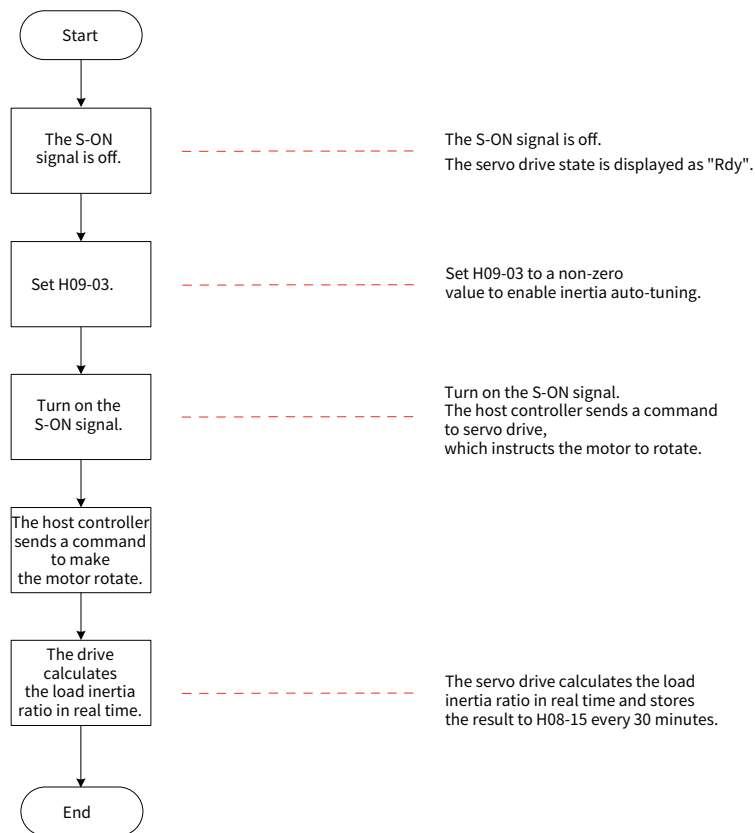 Start
The S-ON
signal is off.
The S-ON signal is off.
The servo drive state is displayed as "Rdy".
Set H09-03.
Set H09-03 to a non-zero
value to enable inertia auto-tuning.
Turn on the
S-ON signal.
Turn on the S-ON signal.
The host controller sends a command
to servo drive,
which instructs the motor to rotate.
The host controller
sends a command
to make
the motor rotate.
The drive
calculates
the load inertia
ratio in real time.
The servo drive calculates the load
inertia ratio in real time and stores
the result to H08-15 every 30 minutes.
End